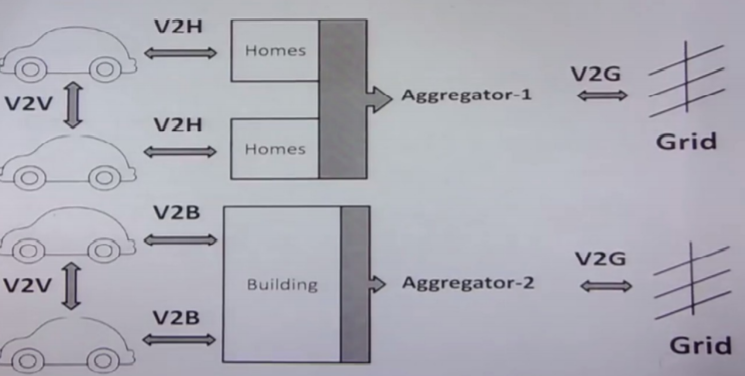 V2H
Homes
V2V
V2G
Aggregator-1
V2H
Homes
Grid
V2B
V2G
V2V
Building
Aggregator-2
V2B
Grid